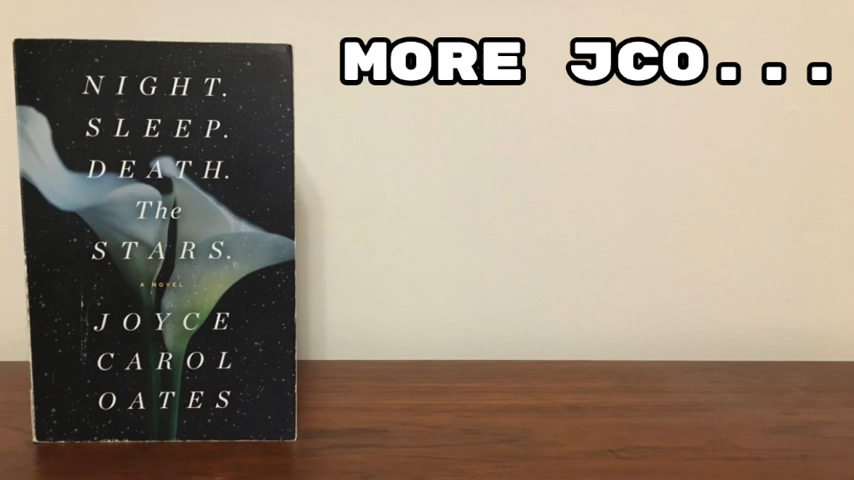 NIGHT.
SLEEP.
DEATH.
The
STARS.
A NOVEL
JOYCE
CAROL
OATES
MORE JCO...